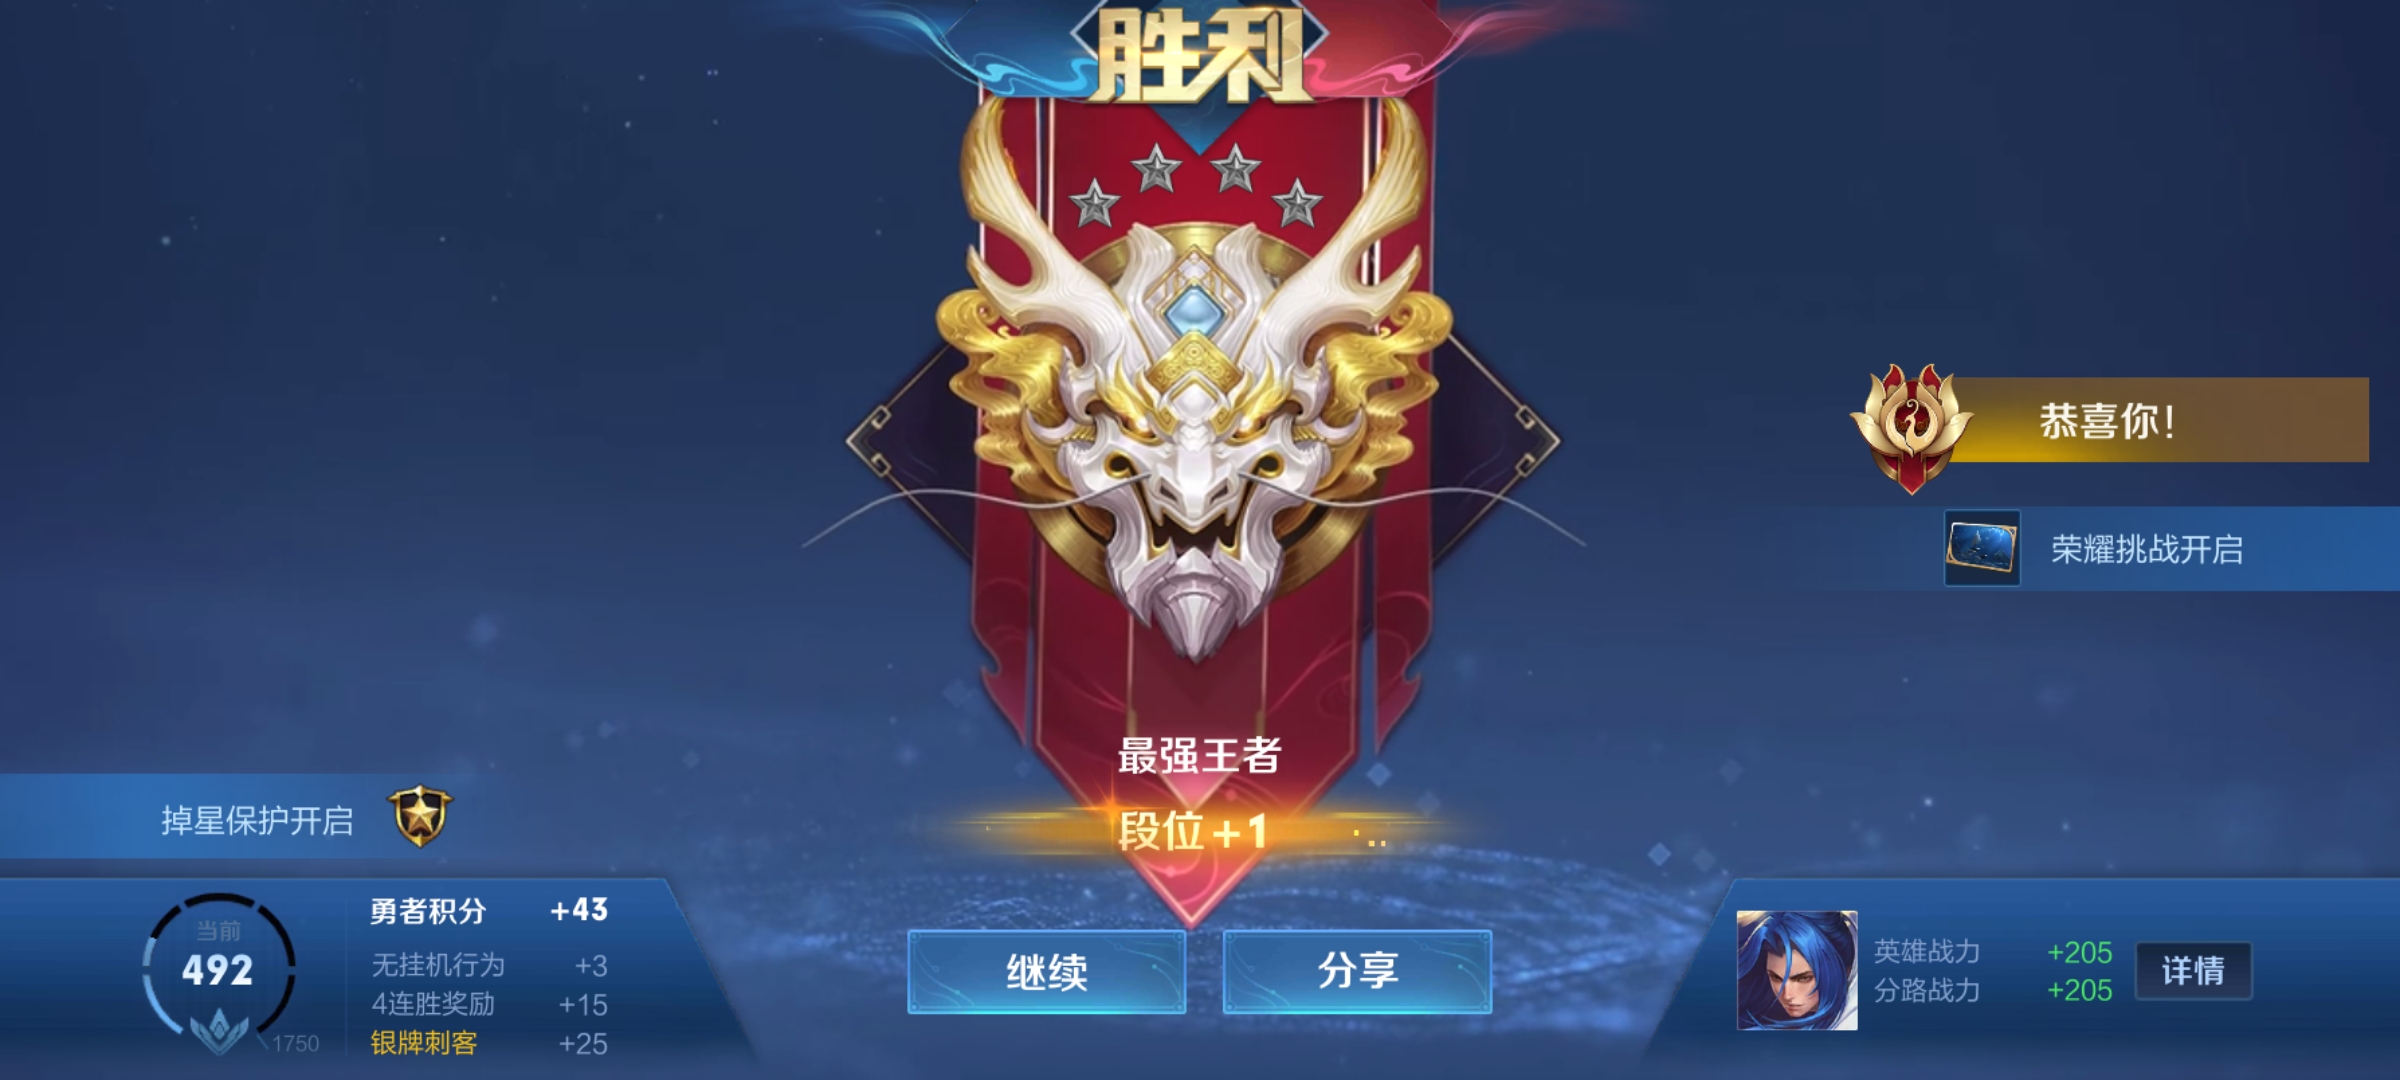 胜利
恭喜你!
荣耀挑战开启
最强王者
段位+1
掉星保护开启
当前
492
1750
勇者积分 +43
无挂机行为 +3
4连胜奖励 +15
银牌刺客 +25
继续
分享
英雄战力 +205
分路战力 +205
详情